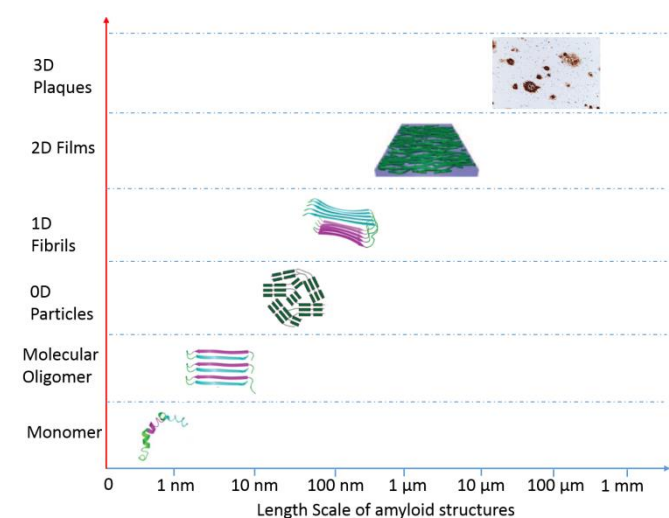 3D
Plaques
2D Films
1D
Fibrils
0D
Particles
Molecular
Oligomer
Monomer
0 1 nm 10 nm 100 nm 1 µm 10 µm 100 µm 1 mm
Length Scale of amyloid structures